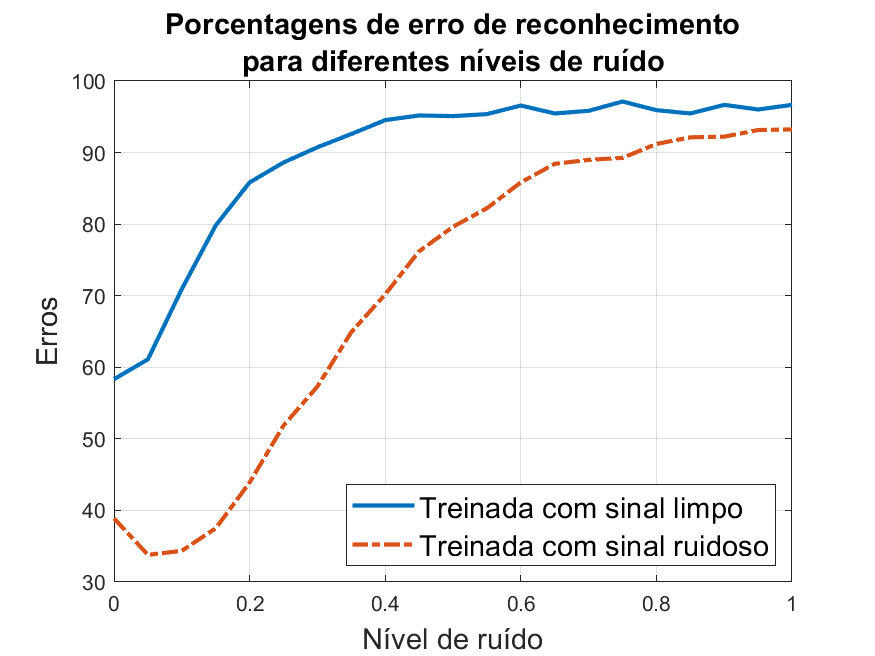 Porcentagens de erro de reconhecimento
para diferentes níveis de ruído
100
90
80
70
60
50
40
30
Erros
Treinada com sinal limpo
Treinada com sinal ruidoso
0 0.2 0.4 0.6 0.8 1
Nível de ruído